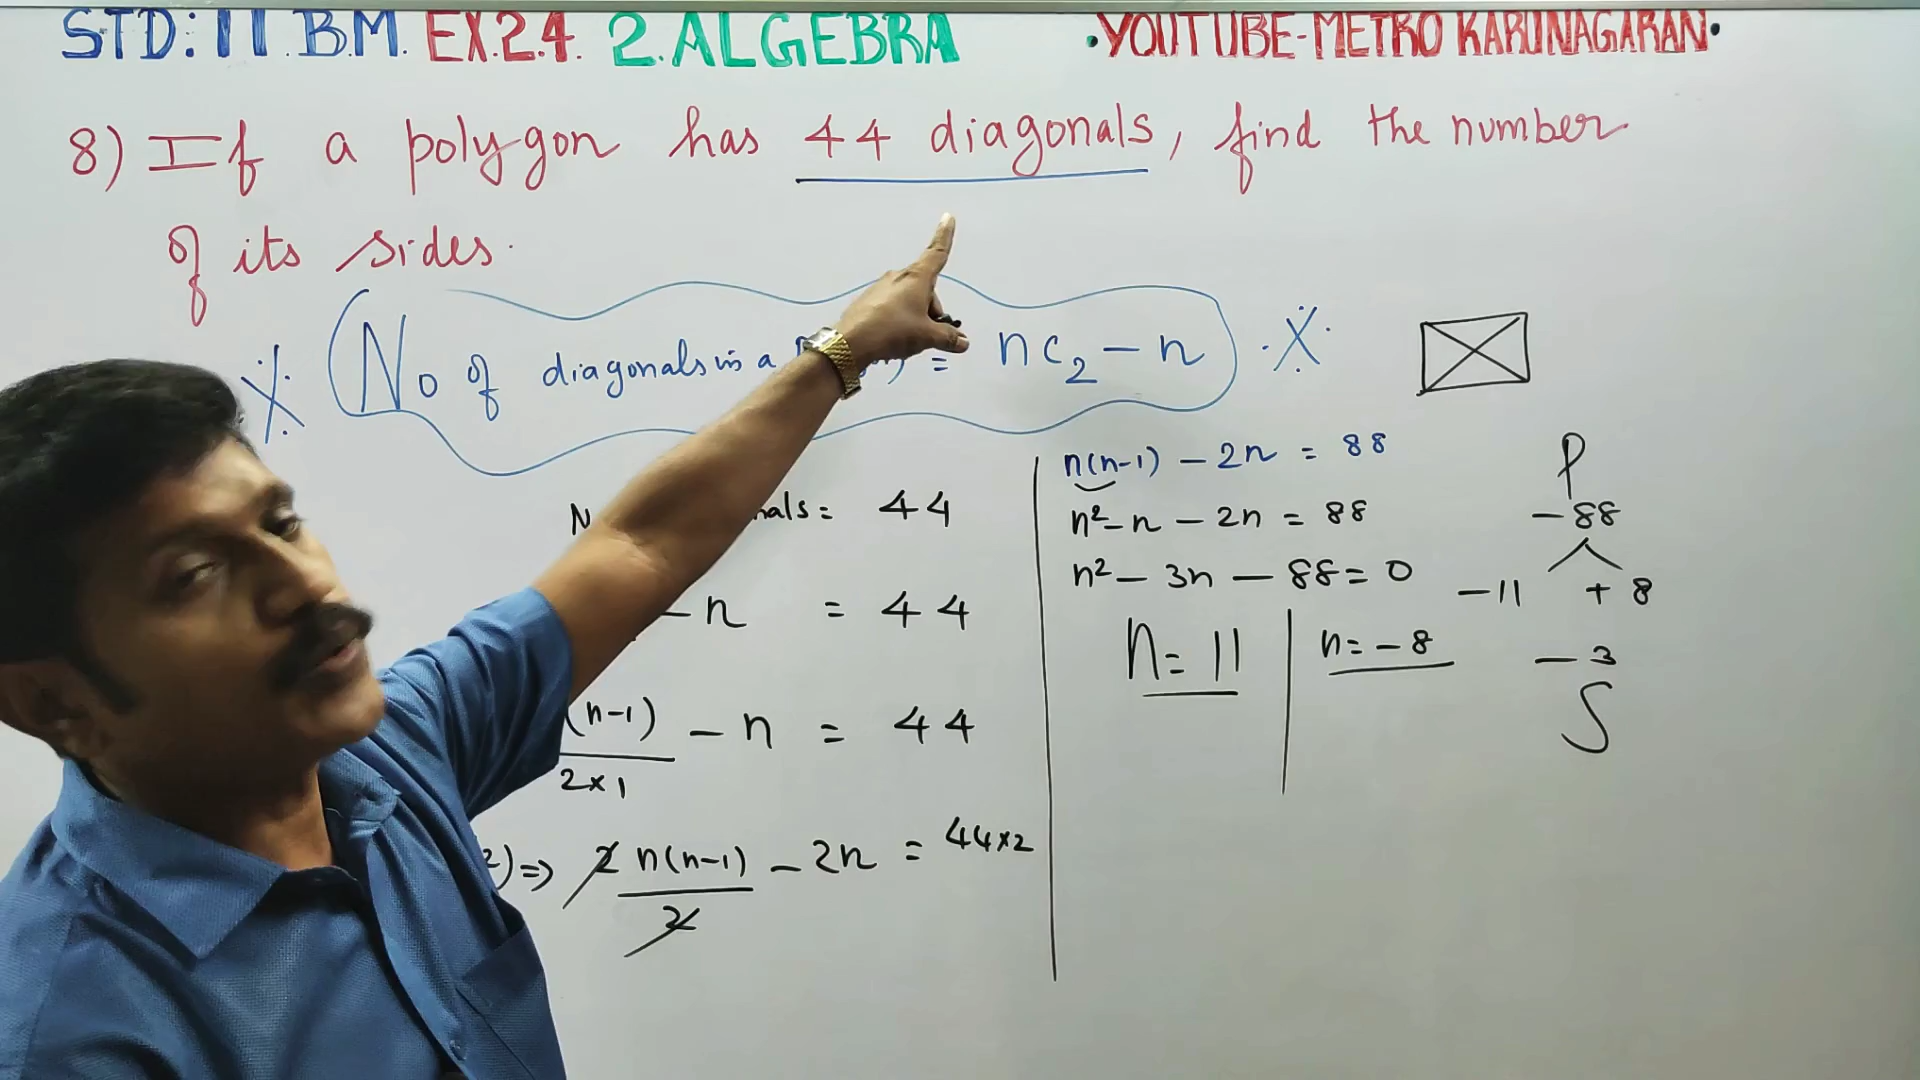 STD: 11. B.M. EX.2.4. 2. ALGEBRA
·YOUTUBE-METRO KARUNAGARAN·
8) If a polygon has 44 diagonals, find the number
of its sides.
No of diagonals in a = nC₂ - n
= 44
- n = 44
(n-1) - n = 44
2×1
2) => 2 n(n-1) - 2n = 44×2
2
n(n-1) - 2n = 88
n² - n - 2n = 88
n² - 3n - 88 = 0
n = 11
n = -8
P
-88
-11 +8
-3
S